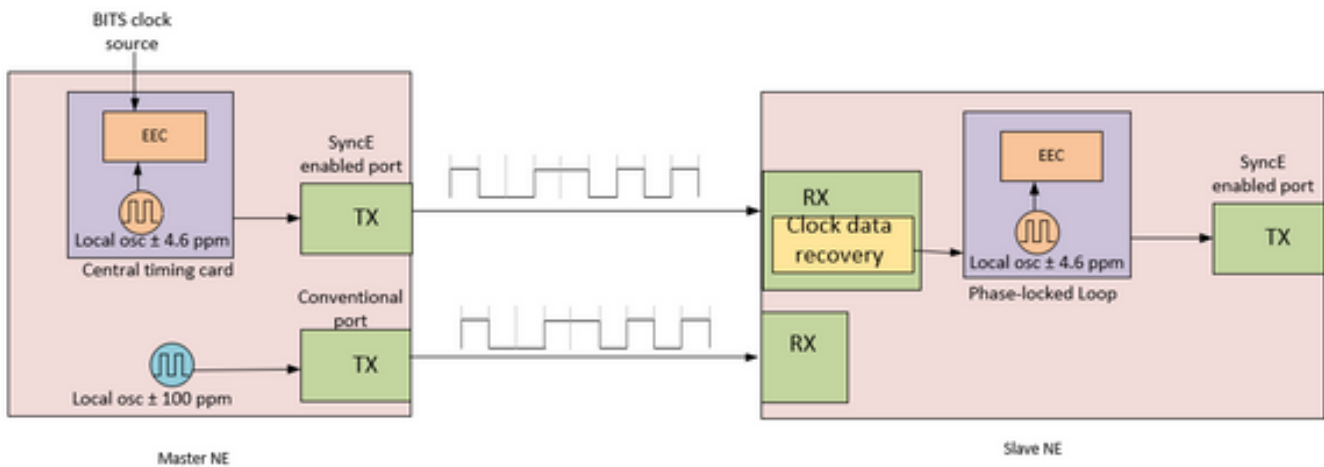 BITS clock
source
EEC
Local osc ± 4.6 ppm
Central timing card
SyncE
enabled port
TX
Conventional
port
TX
Local osc ± 100 ppm
Master NE
RX
Clock data
recovery
EEC
Local osc ± 4.6 ppm
Phase-locked Loop
SyncE
enabled port
TX
RX
Slave NE